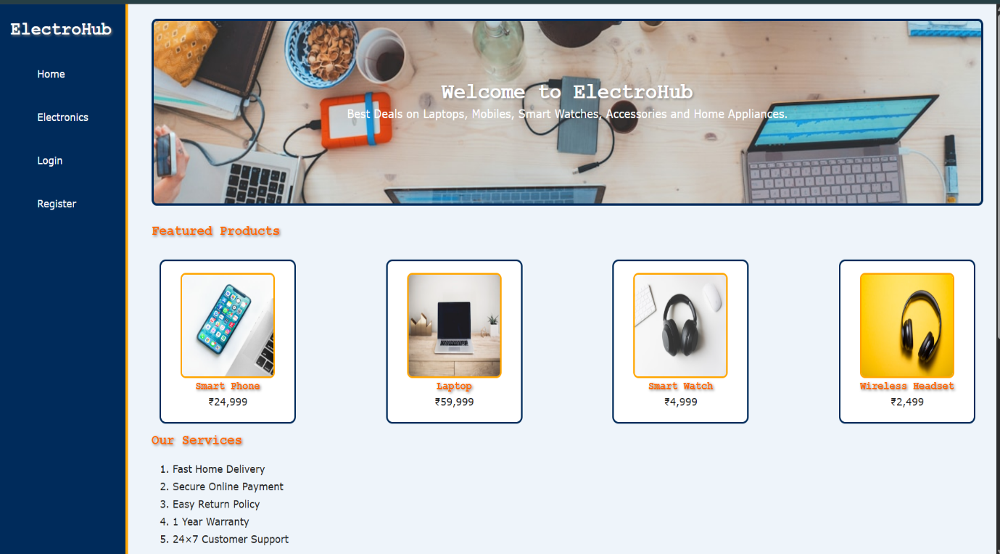 ElectroHub
Home
Electronics
Login
Register
Welcome to ElectroHub
Best Deals on Laptops, Mobiles, Smart Watches, Accessories and Home Appliances.
Featured Products
Smart Phone
₹24,999
Laptop
₹59,999
Smart Watch
₹4,999
Wireless Headset
₹2,499
Our Services
1. Fast Home Delivery
2. Secure Online Payment
3. Easy Return Policy
4. 1 Year Warranty
5. 24×7 Customer Support